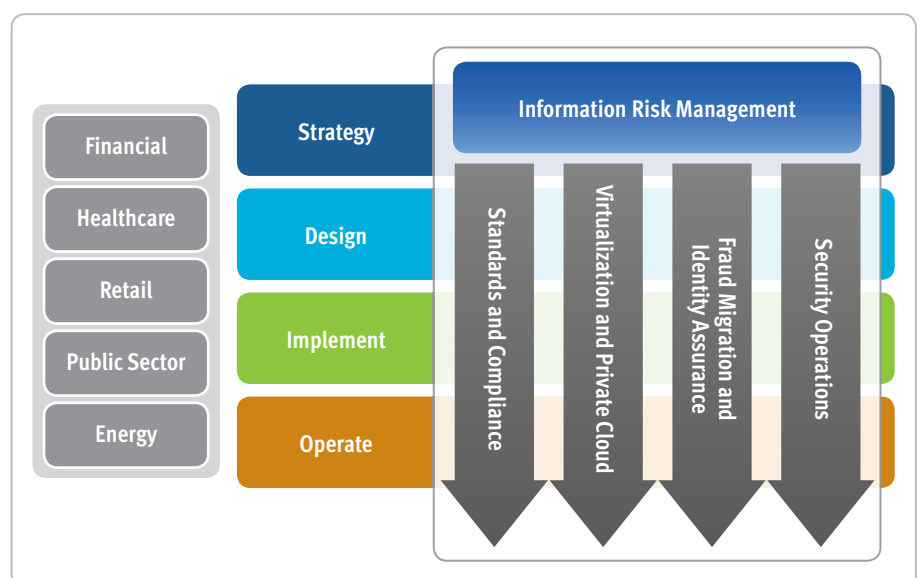 Financial
Healthcare
Retail
Public Sector
Energy
Strategy
Design
Implement
Operate
Information Risk Management
Standards and Compliance
Virtualization and Private Cloud
Fraud Migration and
Identity Assurance
Security Operations